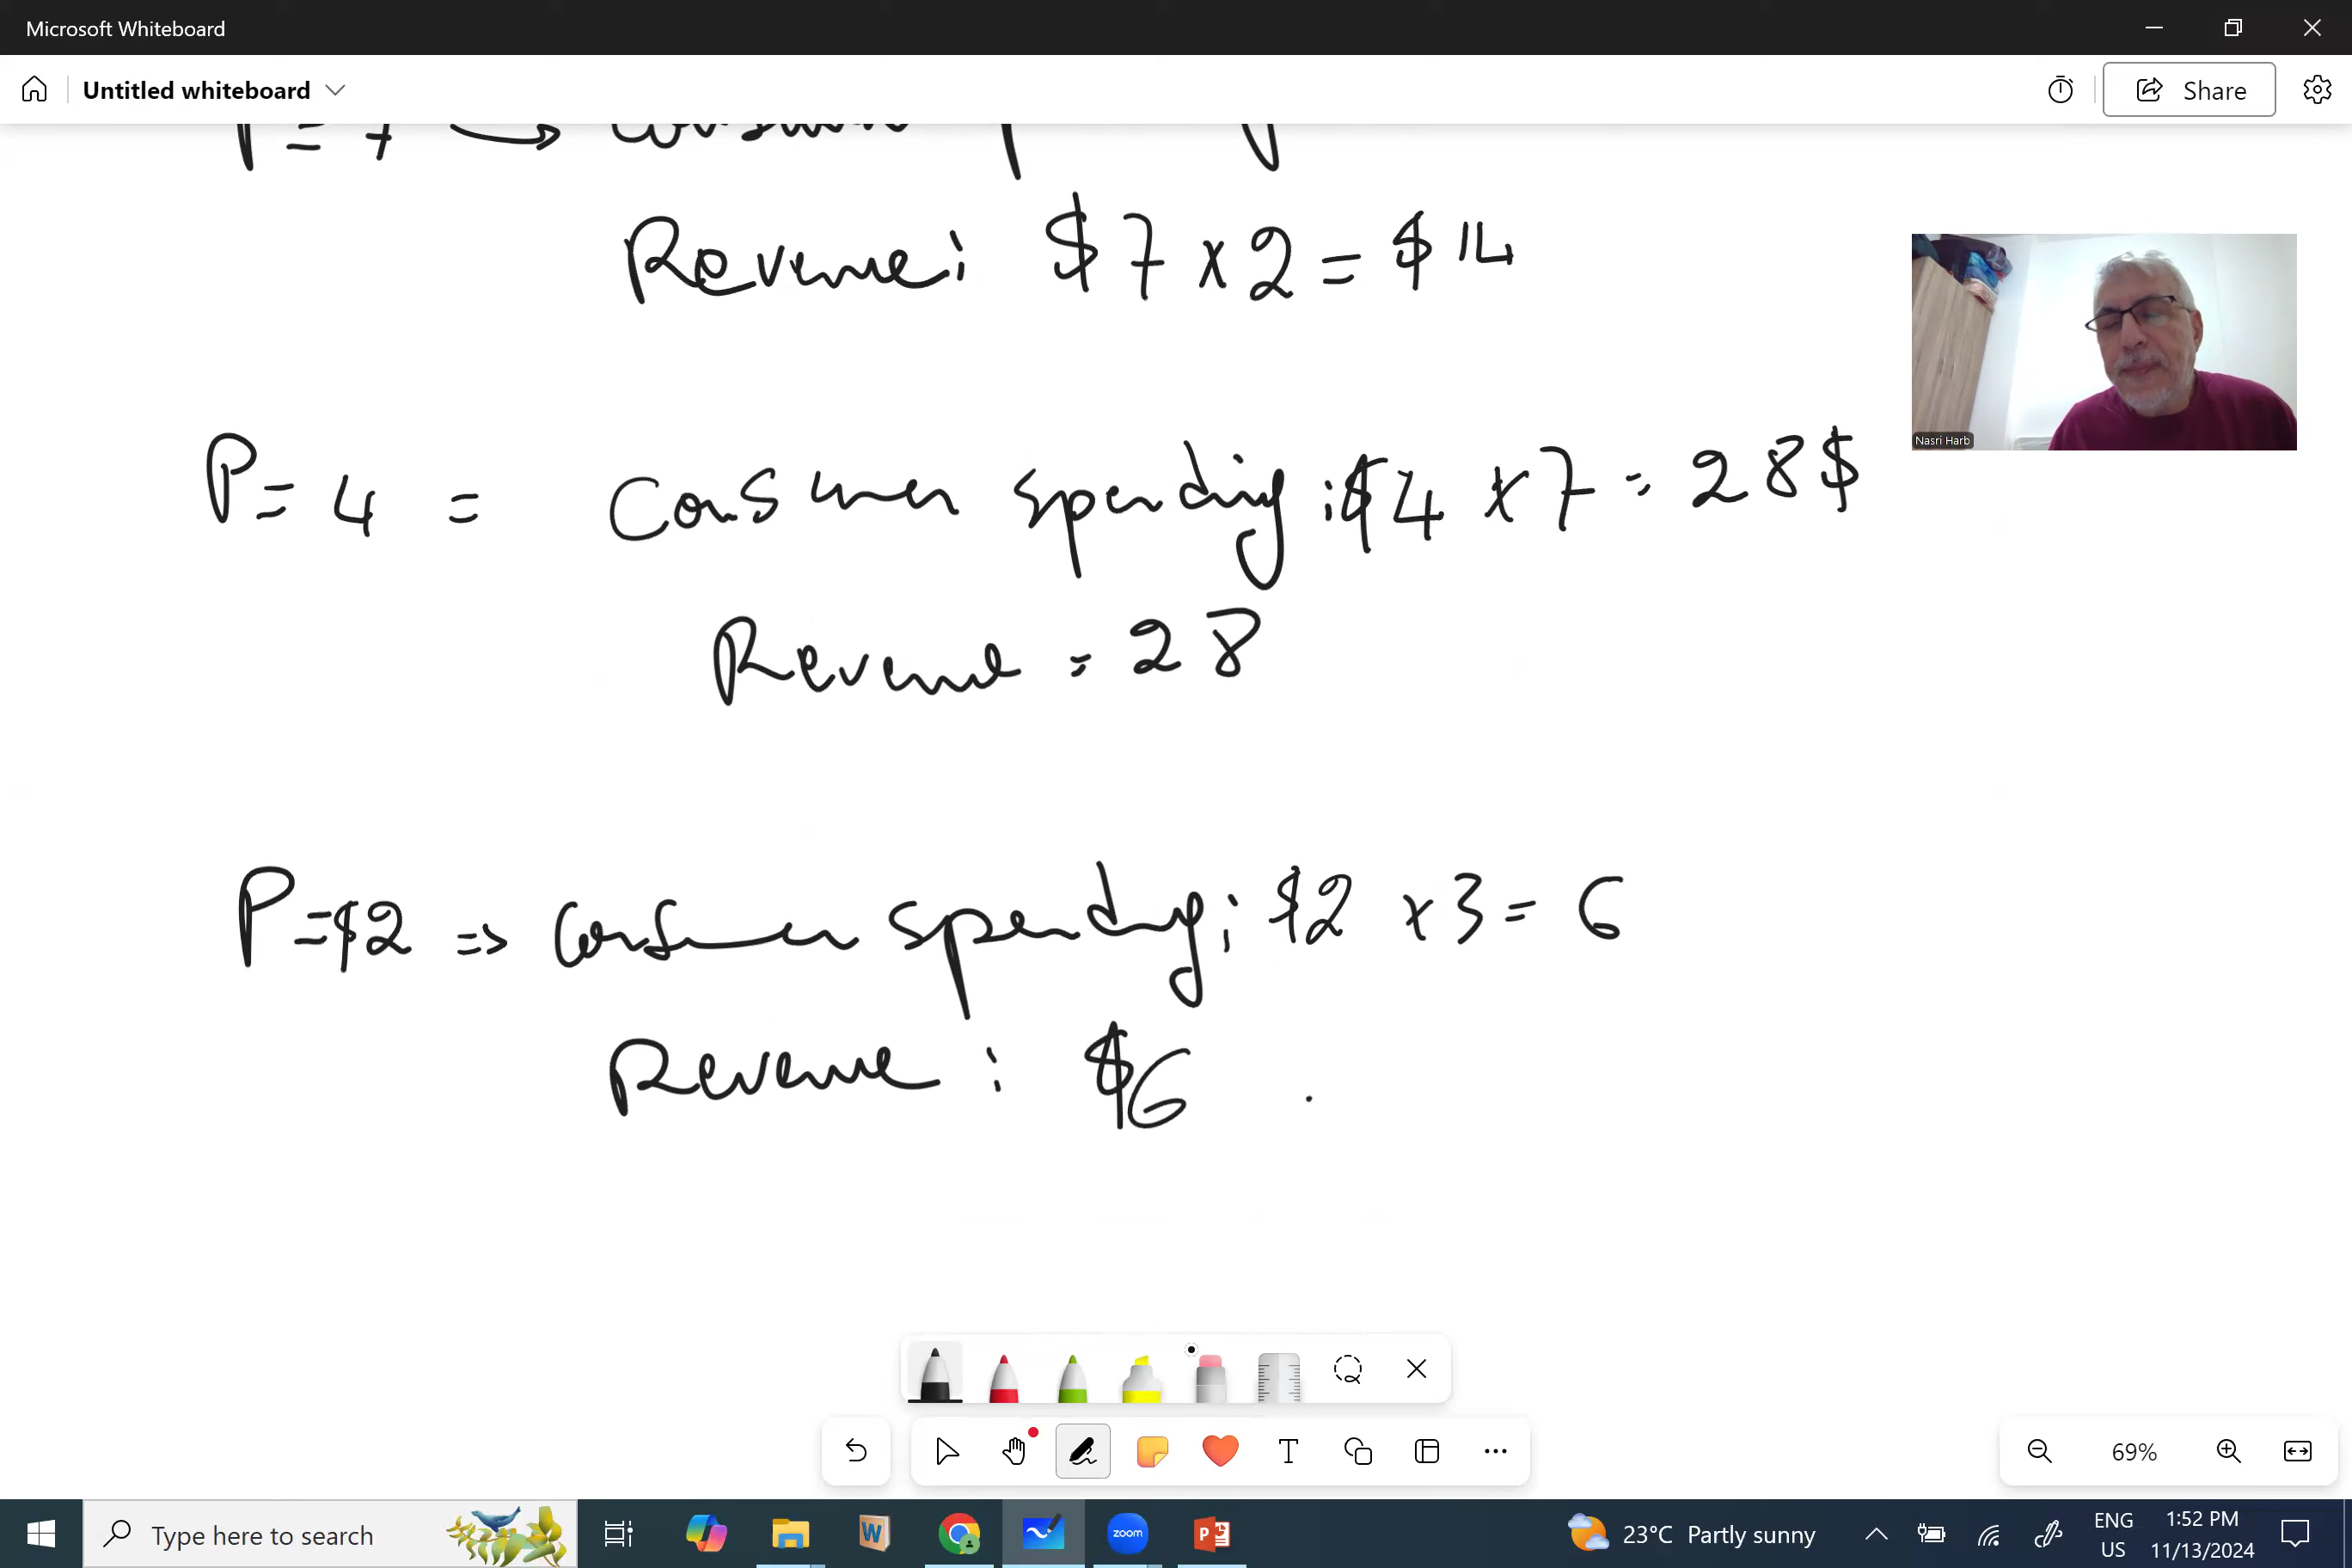 Microsoft Whiteboard
Untitled whiteboard
Share
P = 7
Revenue: $7 x 2 = $14
Nasri Harb
P = 4 = Consumer spending: $4 x 7 = 28$
Revenue = 28
P = $2 => Consumer spending: $2 x 3 = 6
Revenue : $6 .
T
69%
Type here to search
W
zoom
P
23°C Partly sunny
ENG
US
1:52 PM
11/13/2024